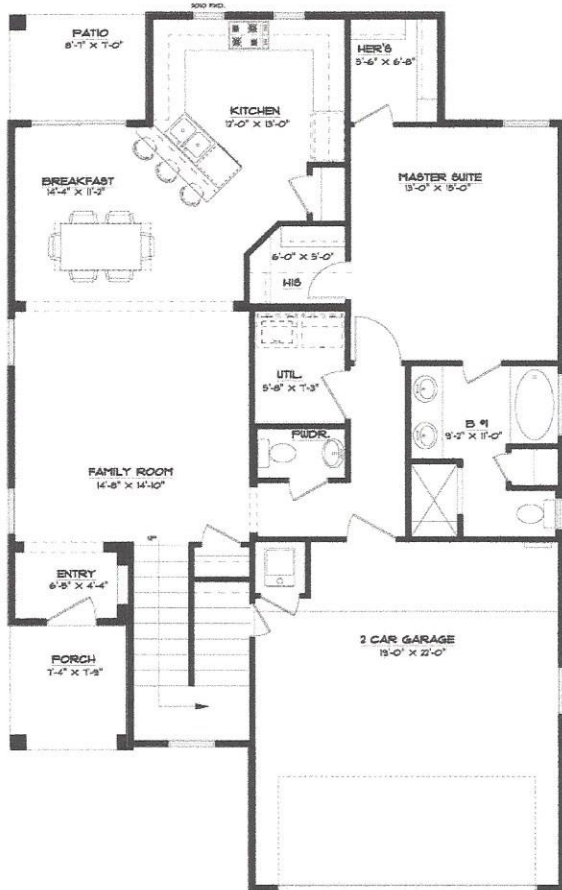 PATIO
8'-7" X 7'-0"
KITCHEN
12'-0" X 13'-0"
HER'S
5'-6" X 6'-8"
BREAKFAST
14'-4" X 11'-2"
MASTER SUITE
13'-0" X 15'-0"
6'-0" X 5'-0"
HIS
UTIL.
5'-8" X 7'-3"
B #1
9'-2" X 11'-0"
PWDR.
FAMILY ROOM
14'-8" X 14'-10"
UP
ENTRY
6'-5" X 4'-4"
2 CAR GARAGE
19'-0" X 22'-0"
PORCH
7'-4" X 7'-9"